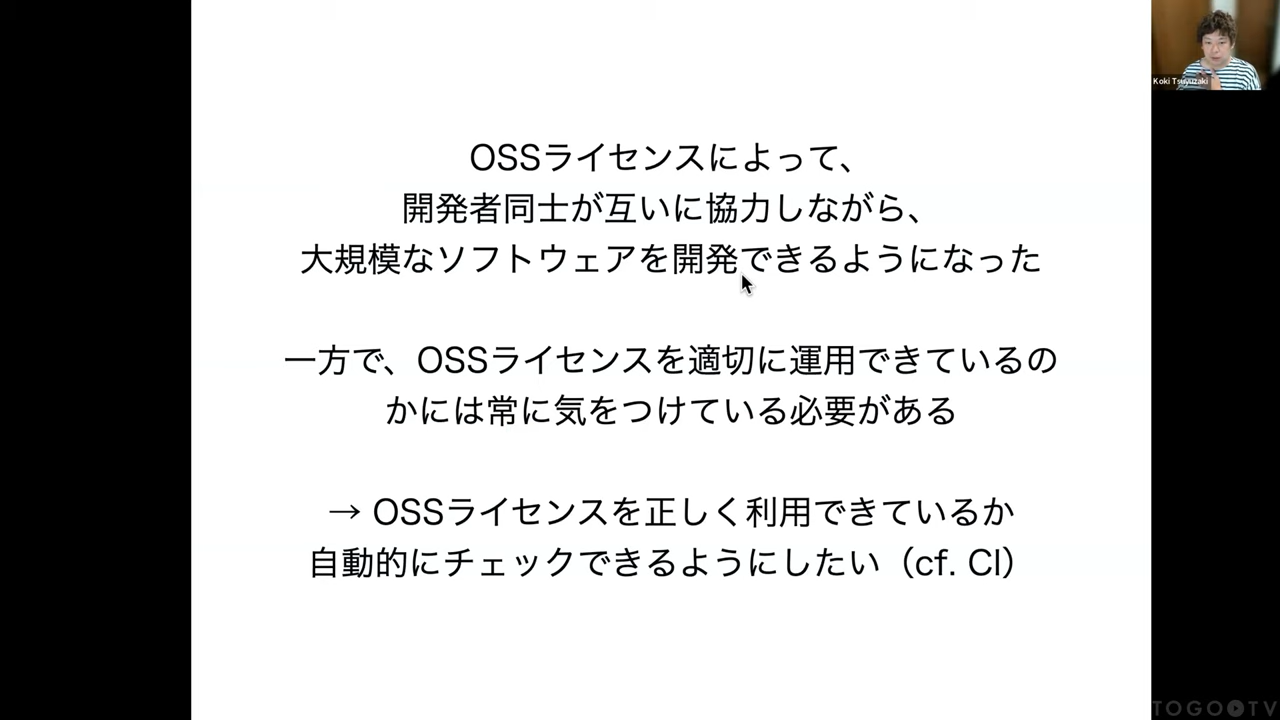 OSSライセンスによって、
開発者同士が互いに協力しながら、
大規模なソフトウェアを開発できるようになった
一方で、OSSライセンスを適切に運用できているの
かには常に気をつけている必要がある
→ OSSライセンスを正しく利用できているか
自動的にチェックできるようにしたい（cf. CI）
Koki Tsuyuzaki
TOGOTV